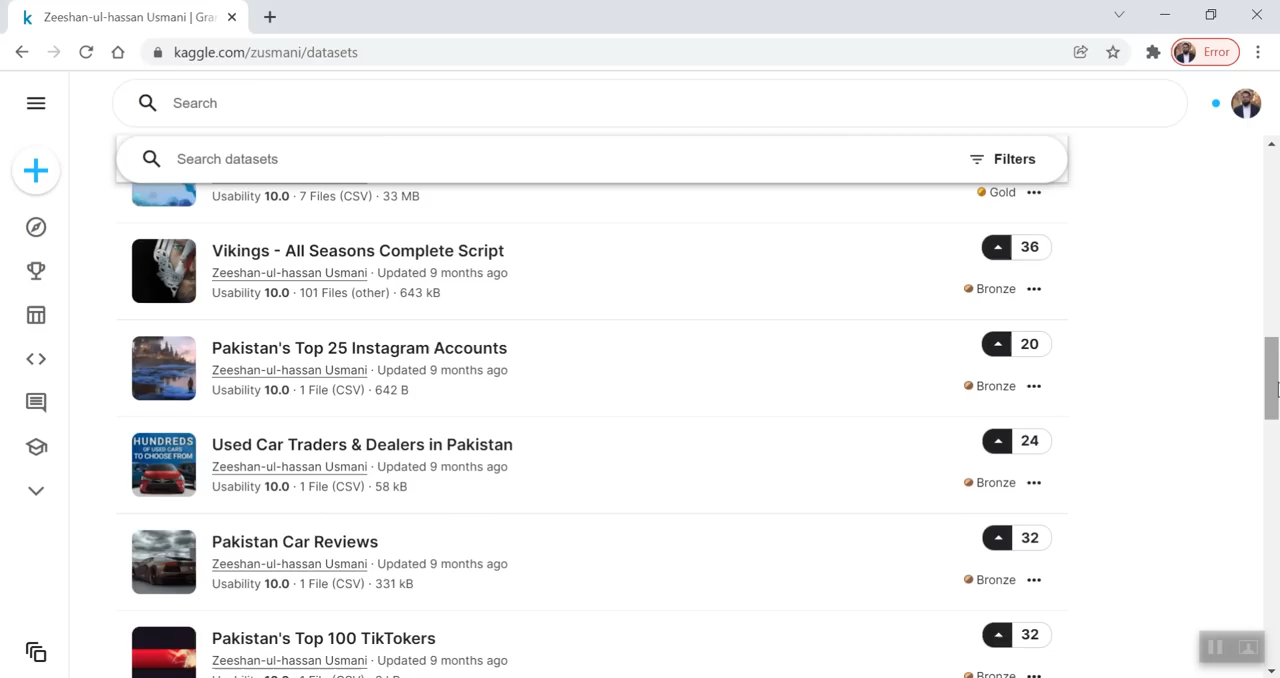 k Zeeshan-ul-hassan Usmani | Gra
kaggle.com/zusmani/datasets
Error
Search
Search datasets
Filters
Usability 10.0 · 7 Files (CSV) · 33 MB
Gold
Vikings - All Seasons Complete Script
36
Zeeshan-ul-hassan Usmani · Updated 9 months ago
Usability 10.0 · 101 Files (other) · 643 kB
Bronze
Pakistan's Top 25 Instagram Accounts
20
Zeeshan-ul-hassan Usmani · Updated 9 months ago
Usability 10.0 · 1 File (CSV) · 642 B
Bronze
HUNDREDS
OF USED CARS
TO CHOOSE FROM
Used Car Traders & Dealers in Pakistan
24
Zeeshan-ul-hassan Usmani · Updated 9 months ago
Usability 10.0 · 1 File (CSV) · 58 kB
Bronze
Pakistan Car Reviews
32
Zeeshan-ul-hassan Usmani · Updated 9 months ago
Usability 10.0 · 1 File (CSV) · 331 kB
Bronze
Pakistan's Top 100 TikTokers
32
Zeeshan-ul-hassan Usmani · Updated 9 months ago
Bronze